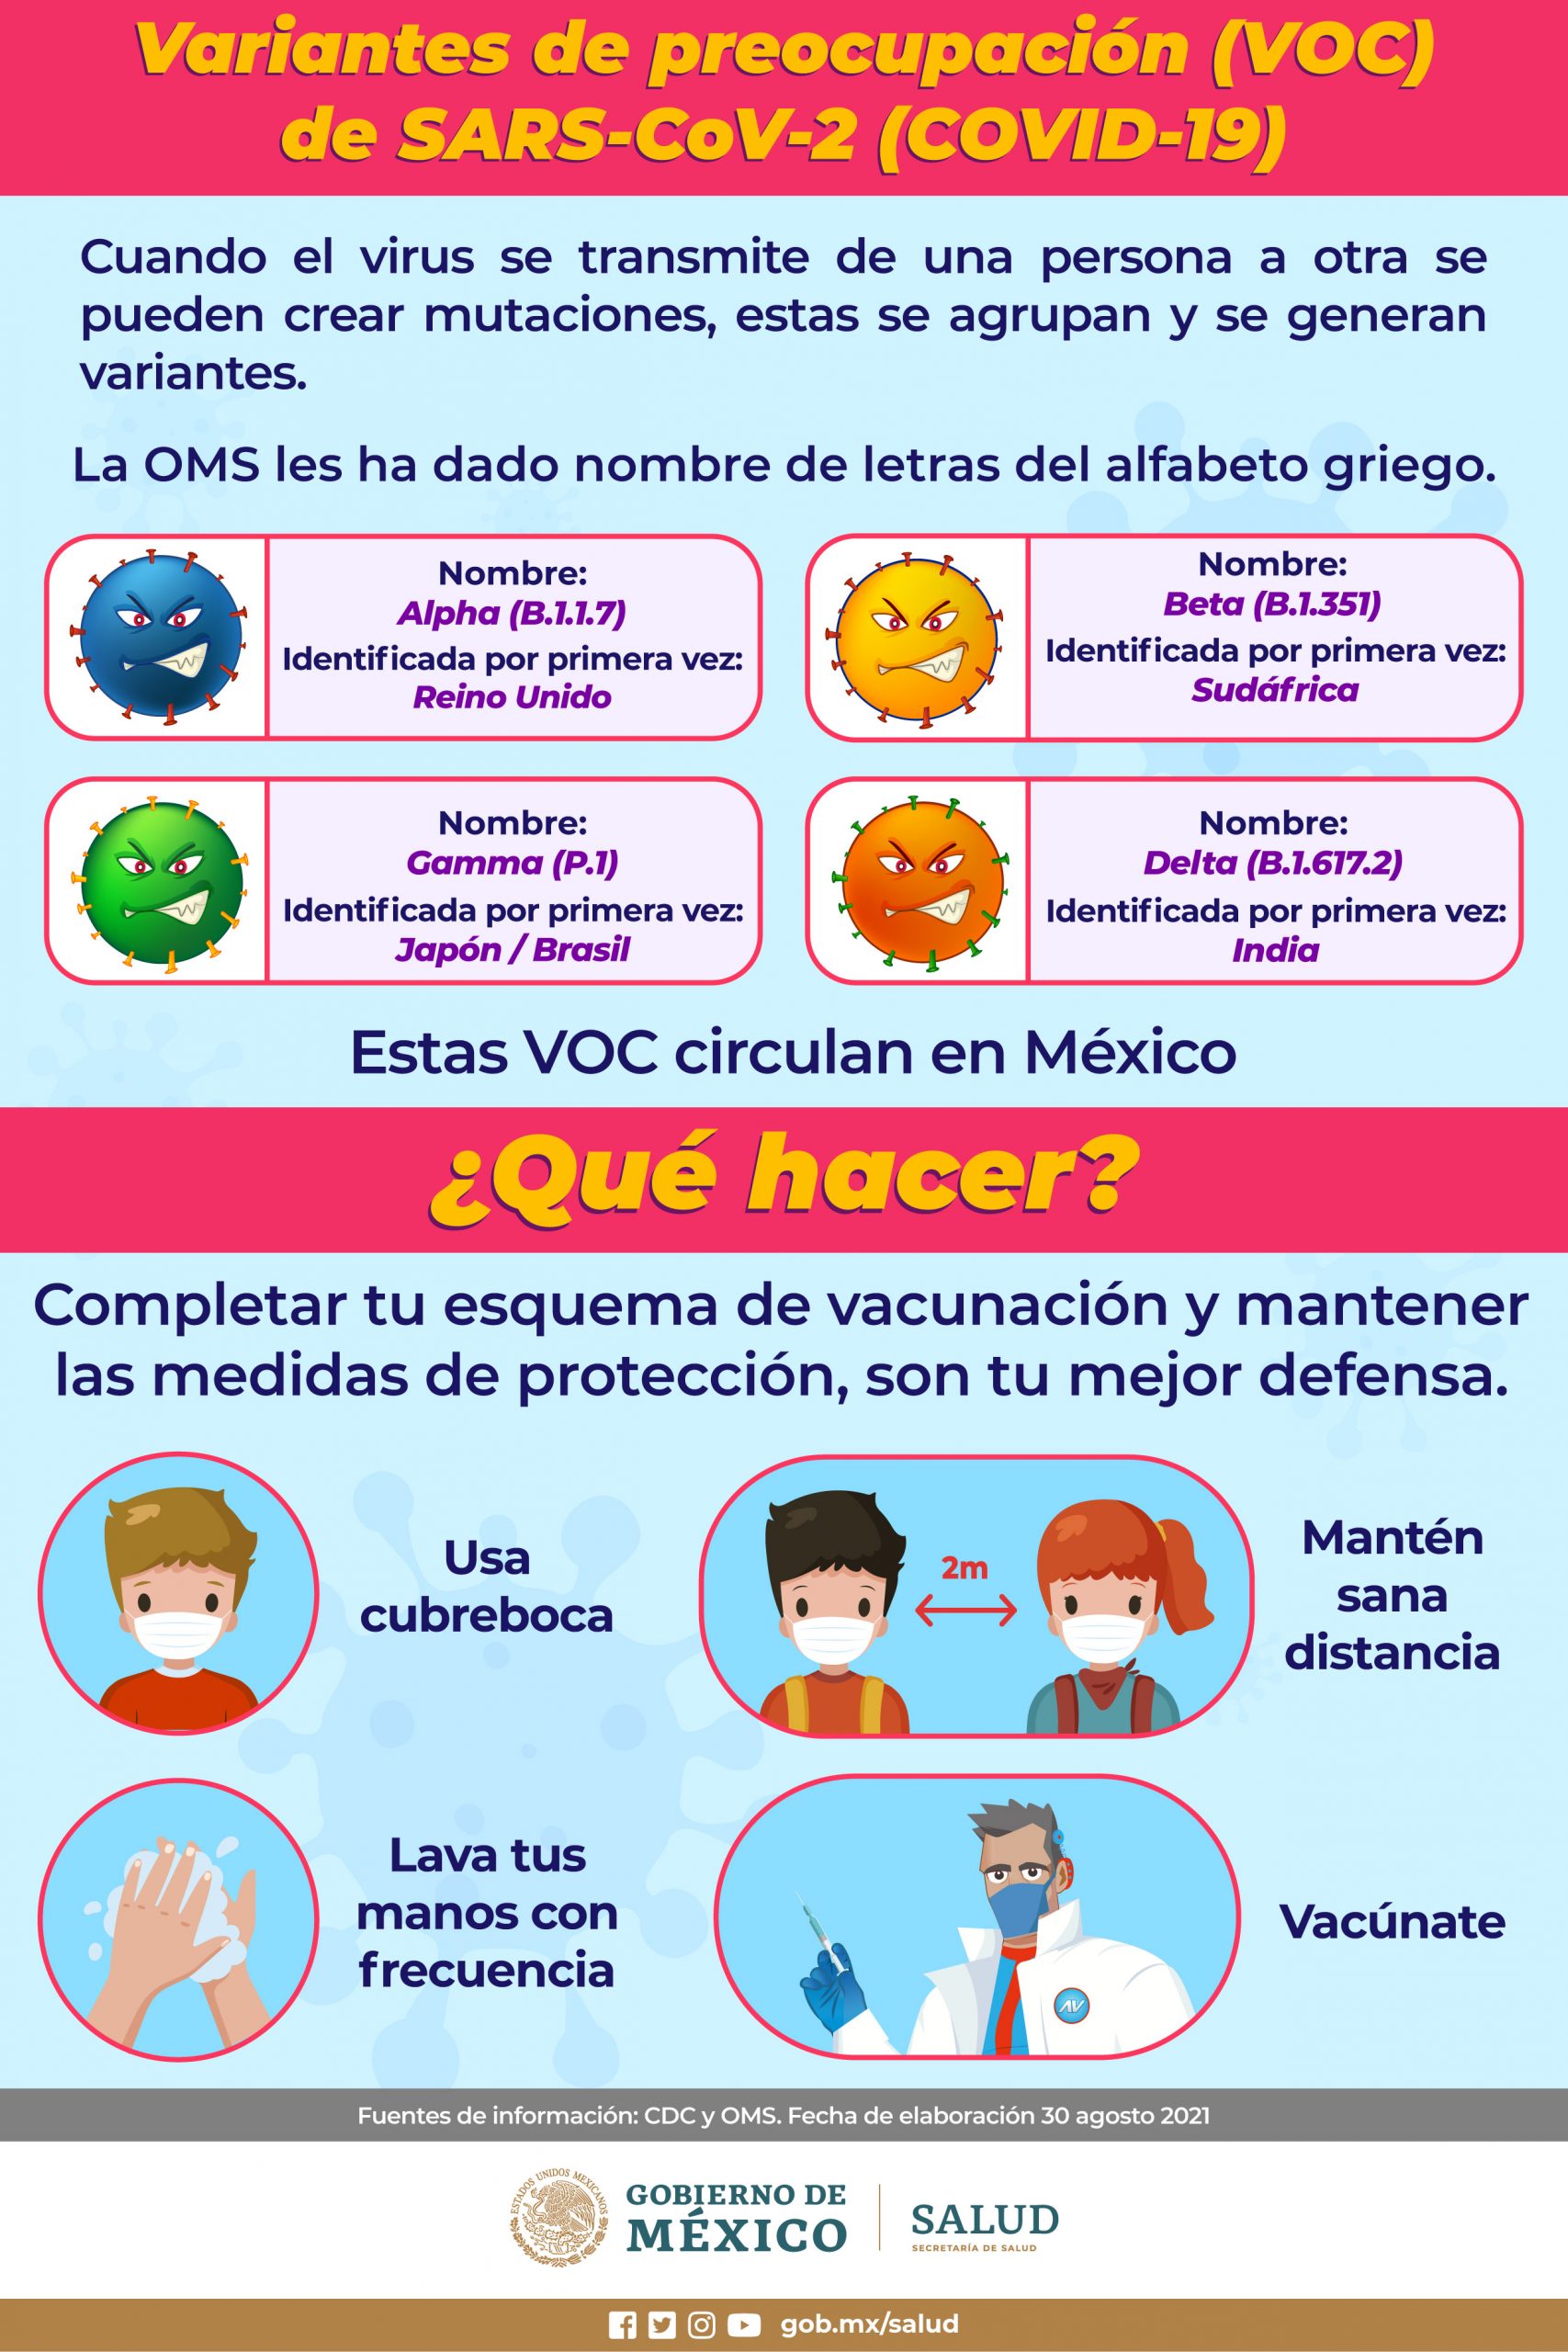 Variantes de preocupación (VOC)
de SARS-CoV-2 (COVID-19)
Cuando el virus se transmite de una persona a otra se
pueden crear mutaciones, estas se agrupan y se generan
variantes.
La OMS les ha dado nombre de letras del alfabeto griego.
Nombre:
Alpha (B.1.1.7)
Identificada por primera vez:
Reino Unido
Nombre:
Beta (B.1.351)
Identificada por primera vez:
Sudáfrica
Nombre:
Gamma (P.1)
Identificada por primera vez:
Japón / Brasil
Nombre:
Delta (B.1.617.2)
Identificada por primera vez:
India
Estas VOC circulan en México
¿Qué hacer?
Completar tu esquema de vacunación y mantener
las medidas de protección, son tu mejor defensa.
Usa
cubreboca
2m
Mantén
sana
distancia
Lava tus
manos con
frecuencia
AV
Vacúnate
Fuentes de información: CDC y OMS. Fecha de elaboración 30 agosto 2021
ESTADOS UNIDOS MEXICANOS
GOBIERNO DE
MÉXICO
SALUD
SECRETARÍA DE SALUD
gob.mx/salud